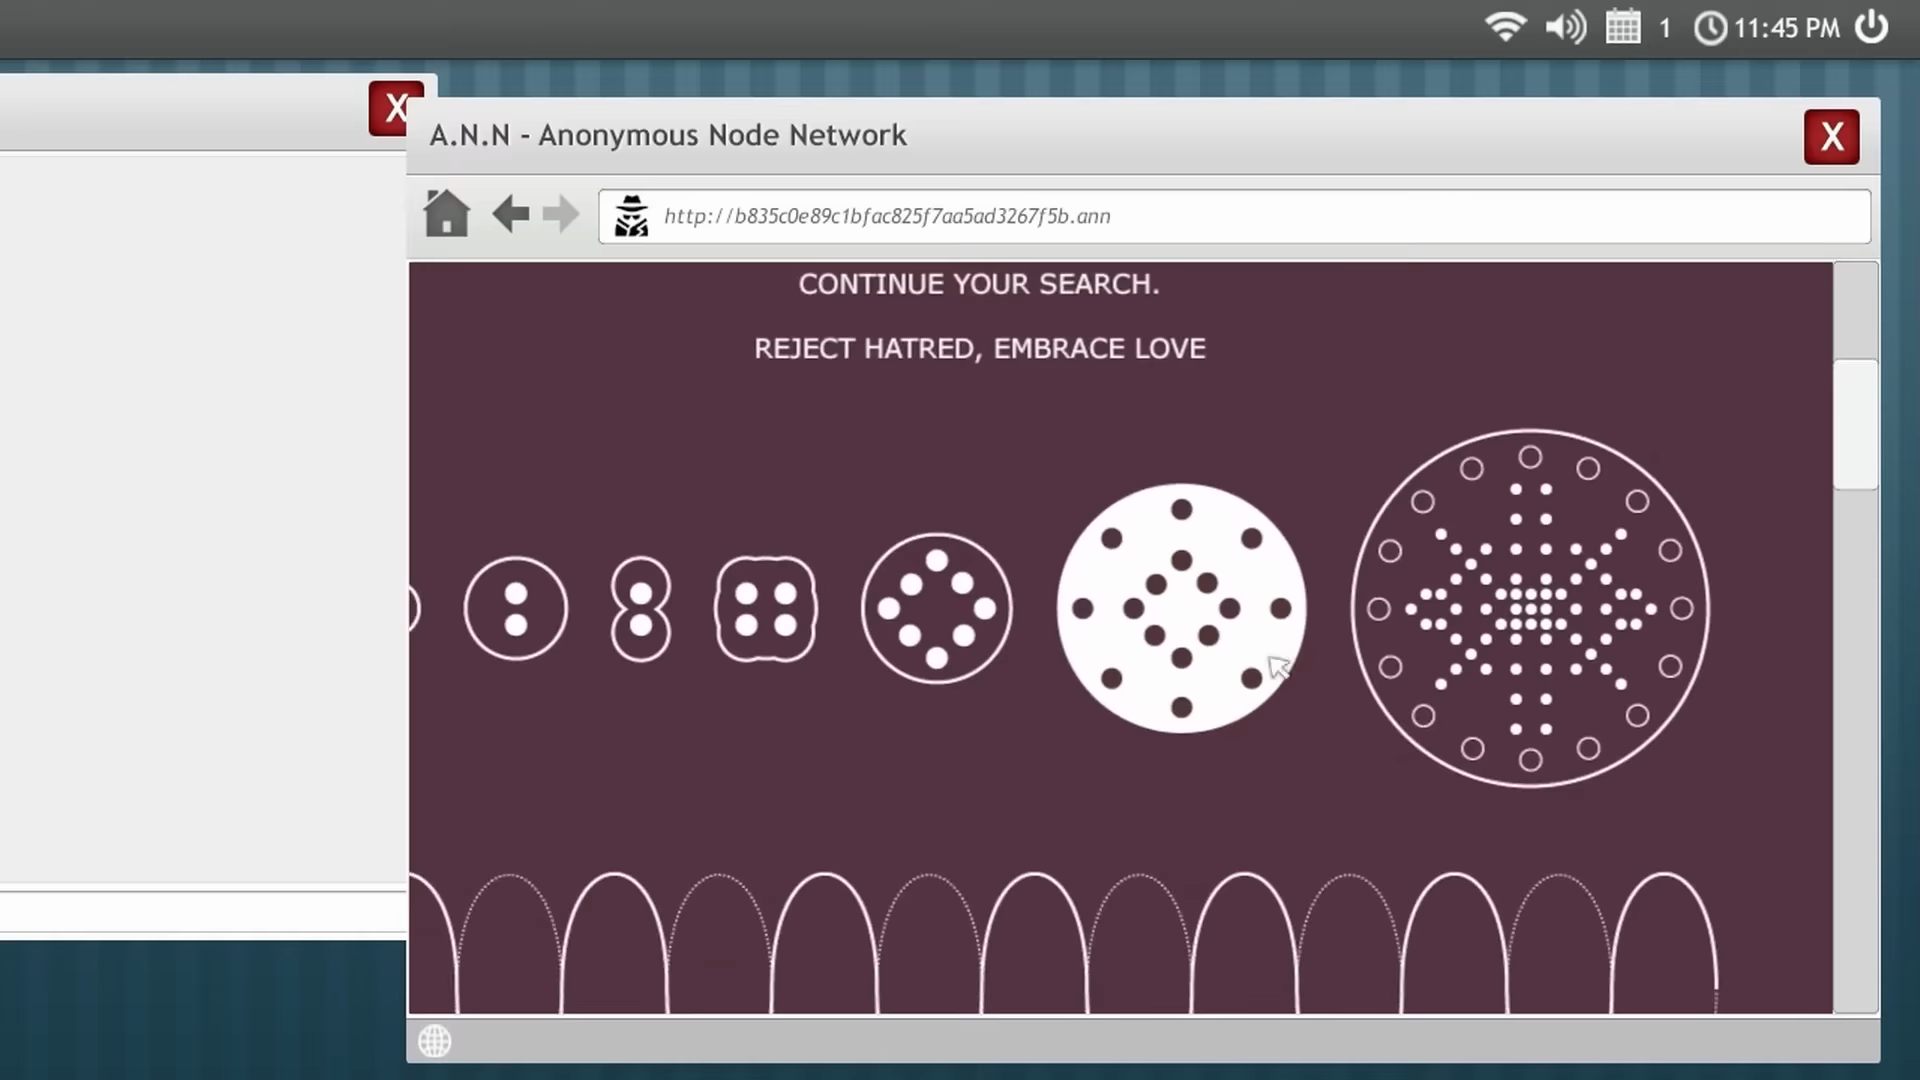 1 11:45 PM
X
A.N.N - Anonymous Node Network
X
http://b835c0e89c1bfac825f7aa5ad3267f5b.ann
CONTINUE YOUR SEARCH.
REJECT HATRED, EMBRACE LOVE